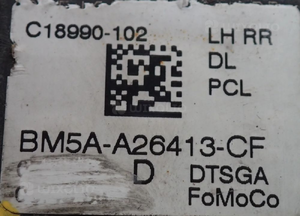 C18990-102 LH RR
DL
PCL
BM5A-A26413-CF
D DTSGA
FoMoCo